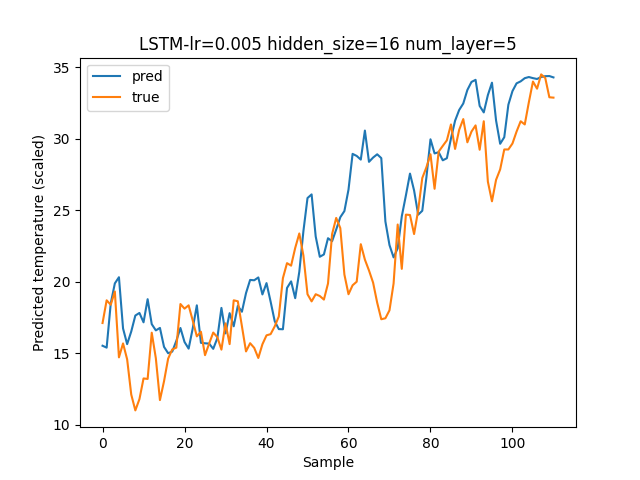 LSTM-lr=0.005 hidden_size=16 num_layer=5
pred
true
Predicted temperature (scaled)
35
30
25
20
15
10
0 20 40 60 80 100
Sample